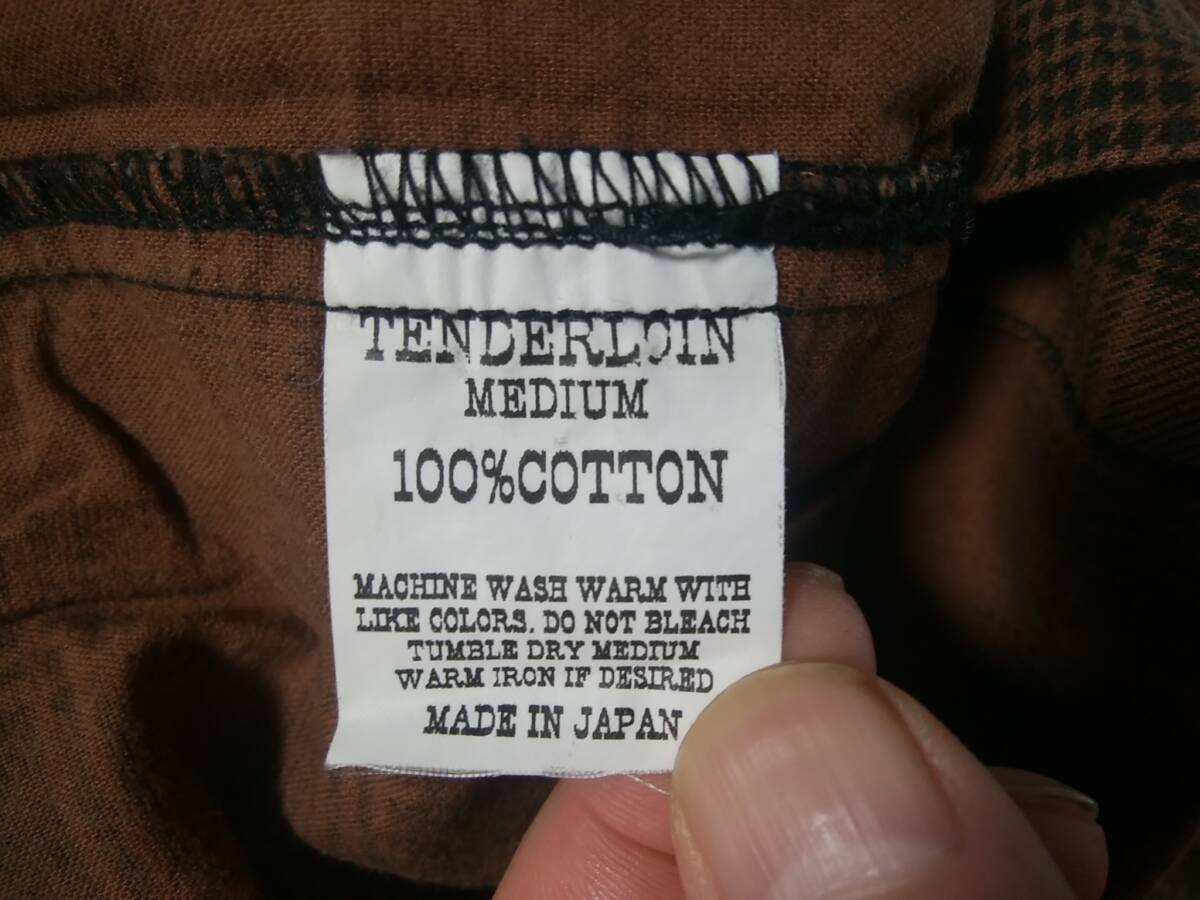 TENDERLOIN
MEDIUM
100%COTTON
MACHINE WASH WARM WITH
LIKE COLORS. DO NOT BLEACH
TUMBLE DRY MEDIUM
WARM IRON IF DESIRED
MADE IN JAPAN